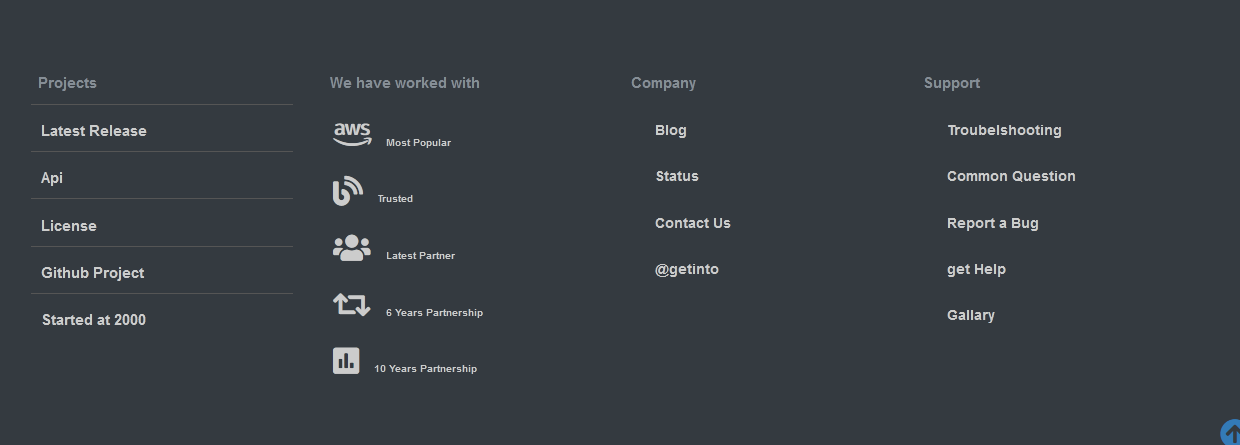 Projects
Latest Release
Api
License
Github Project
Started at 2000
We have worked with
aws Most Popular
Trusted
Latest Partner
6 Years Partnership
10 Years Partnership
Company
Blog
Status
Contact Us
@getinto
Support
Troubelshooting
Common Question
Report a Bug
get Help
Gallary